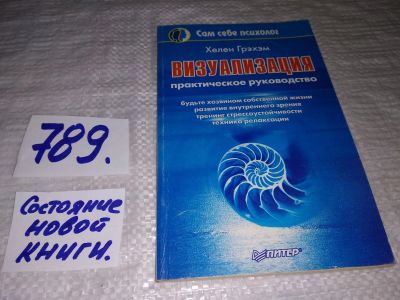 Сам себе психолог
Хелен Грэхэм
ВИЗУАЛИЗАЦИЯ
практическое руководство
будьте хозяином собственной жизни
развитие внутреннего зрения
тренинг стрессоустойчивости
техника релаксации
ПИТЕР®
789.
Состояние
новой
книги.